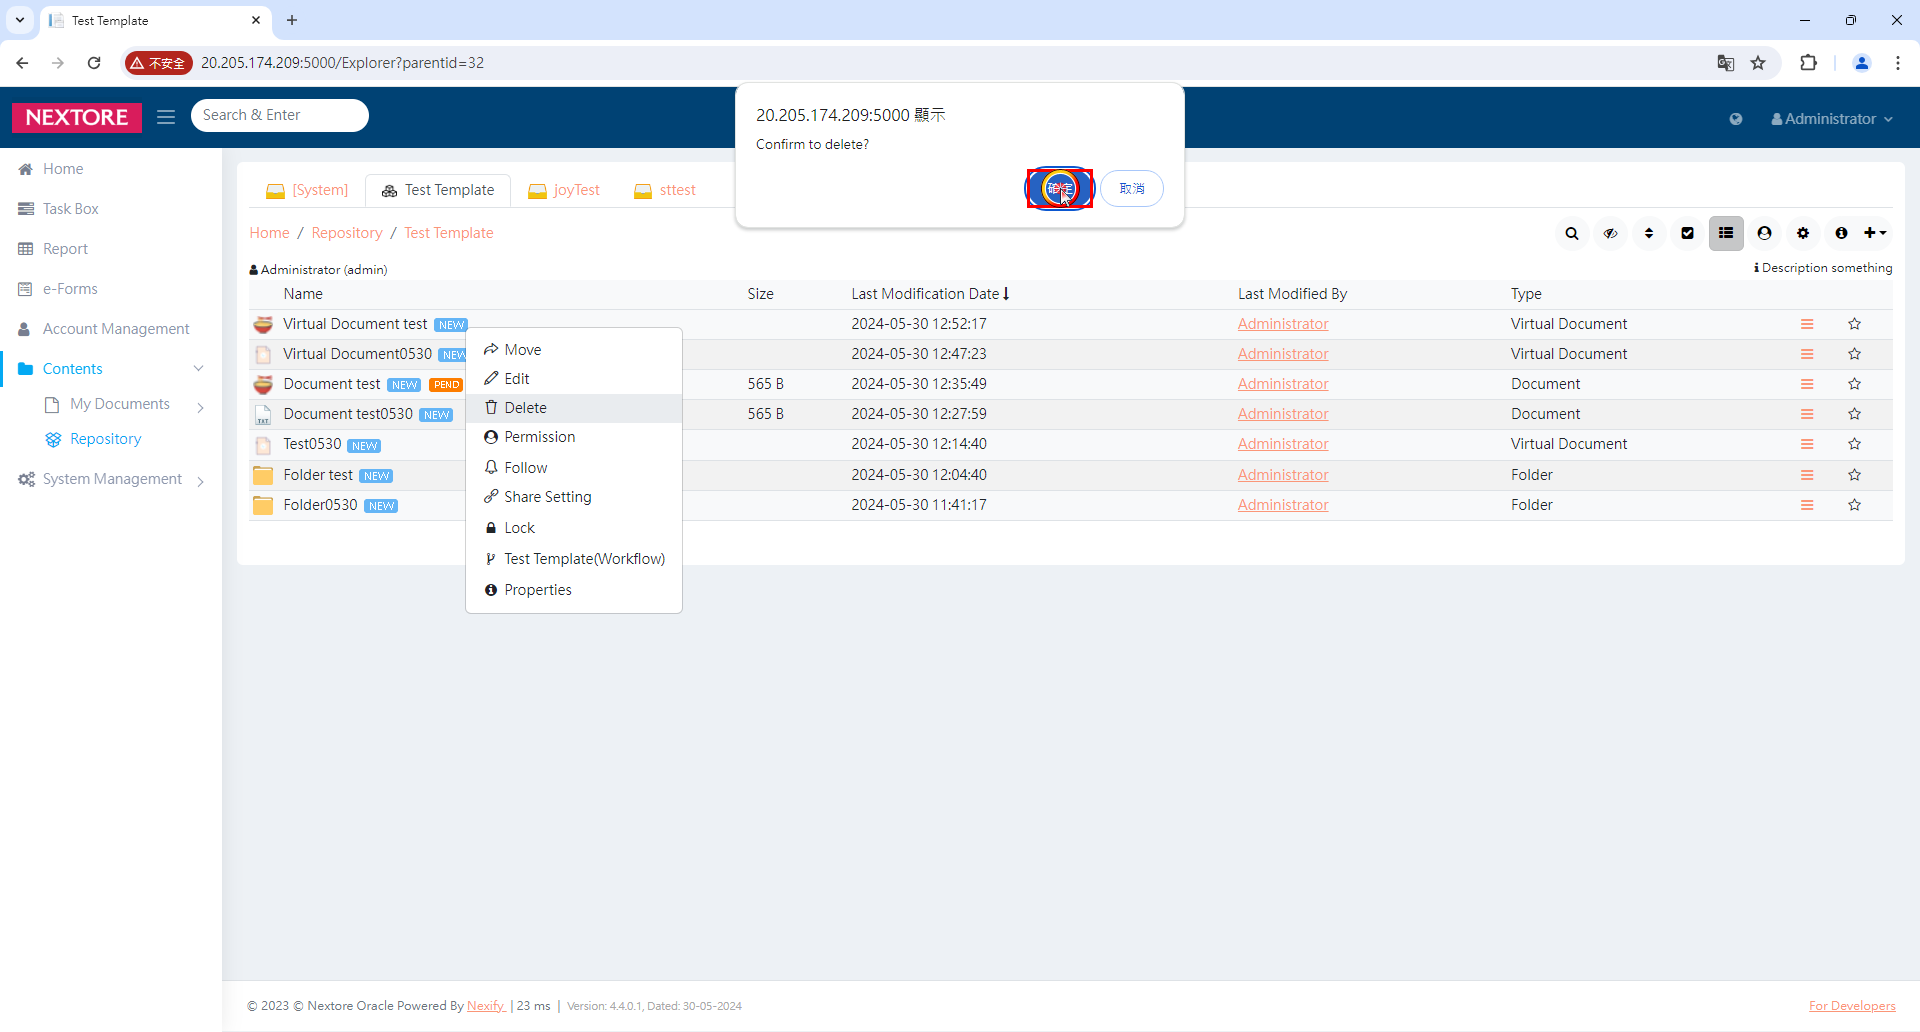 Test Template
不安全
20.205.174.209:5000/Explorer?parentid=32
NEXTORE
Search & Enter
Administrator
20.205.174.209:5000 顯示
Confirm to delete?
確定
取消
Home
Task Box
Report
e-Forms
Account Management
Contents
My Documents
Repository
System Management
[System]
Test Template
joyTest
sttest
Home / Repository / Test Template
Administrator (admin)
Description something
Name Size Last Modification Date Last Modified By Type
Virtual Document test NEW 2024-05-30 12:52:17 Administrator Virtual Document
Virtual Document0530 NEW 2024-05-30 12:47:23 Administrator Virtual Document
Document test NEW PEND 565 B 2024-05-30 12:35:49 Administrator Document
TXT Document test0530 NEW 565 B 2024-05-30 12:27:59 Administrator Document
Test0530 NEW 2024-05-30 12:14:40 Administrator Virtual Document
Folder test NEW 2024-05-30 12:04:40 Administrator Folder
Folder0530 NEW 2024-05-30 11:41:17 Administrator Folder
Move
Edit
Delete
Permission
Follow
Share Setting
Lock
Test Template(Workflow)
Properties
© 2023 © Nextore Oracle Powered By Nexify | 23 ms | Version: 4.4.0.1, Dated: 30-05-2024
For Developers